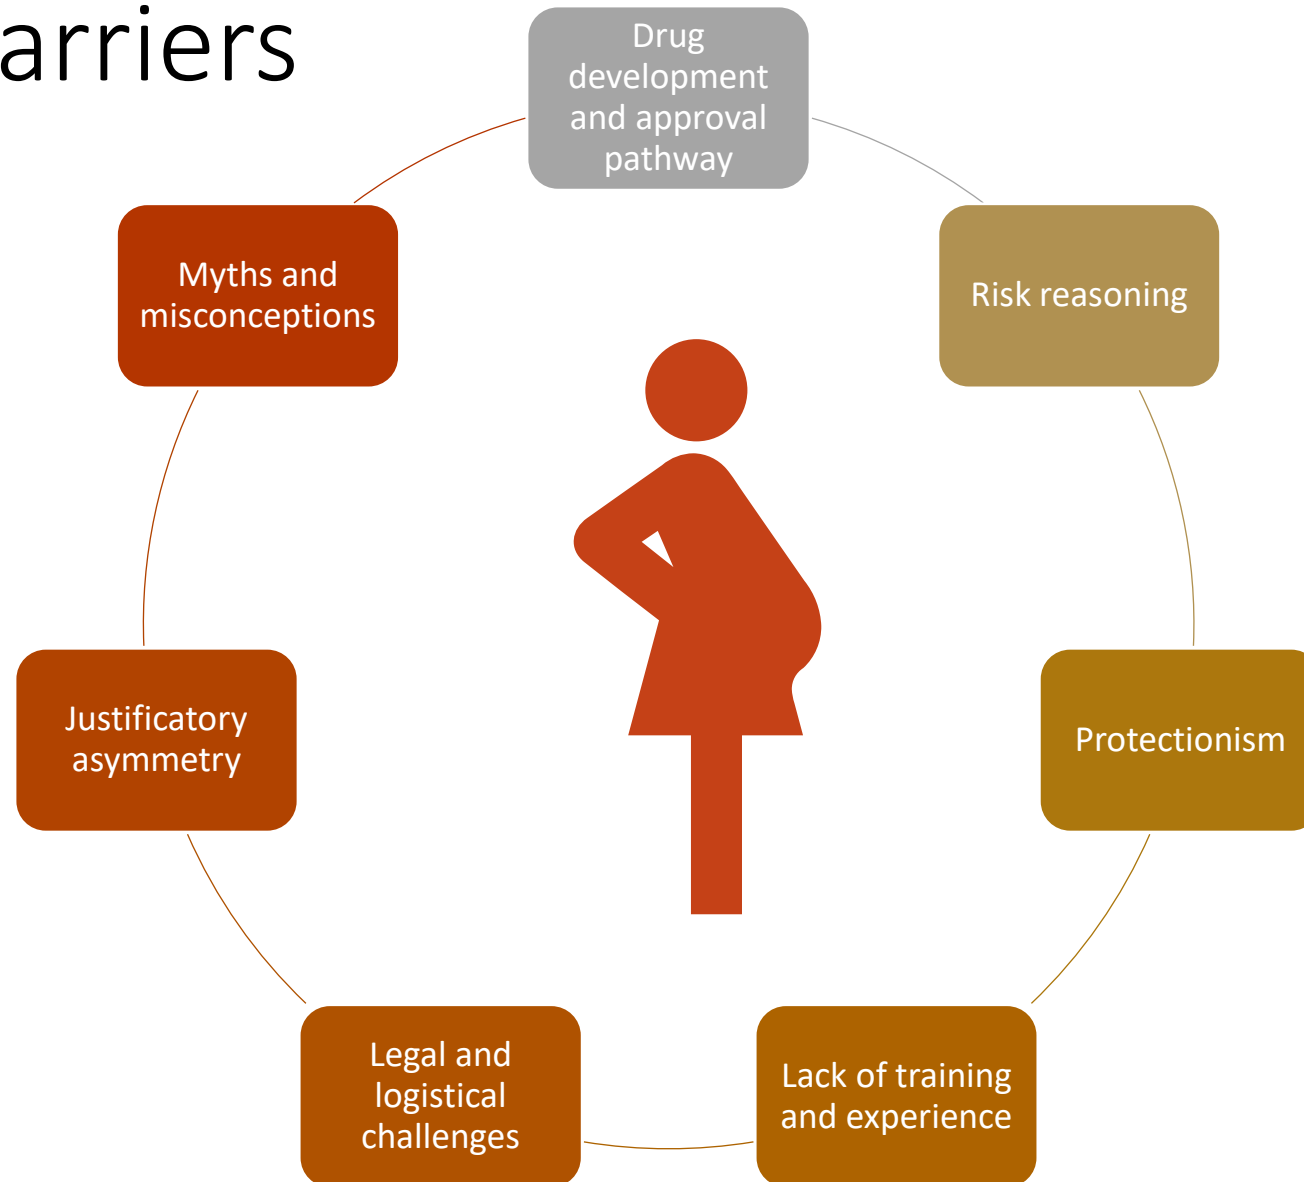 arriers
Drug
development
and approval
pathway
Risk reasoning
Protectionism
Lack of training
and experience
Legal and
logistical
challenges
Justificatory
asymmetry
Myths and
misconceptions